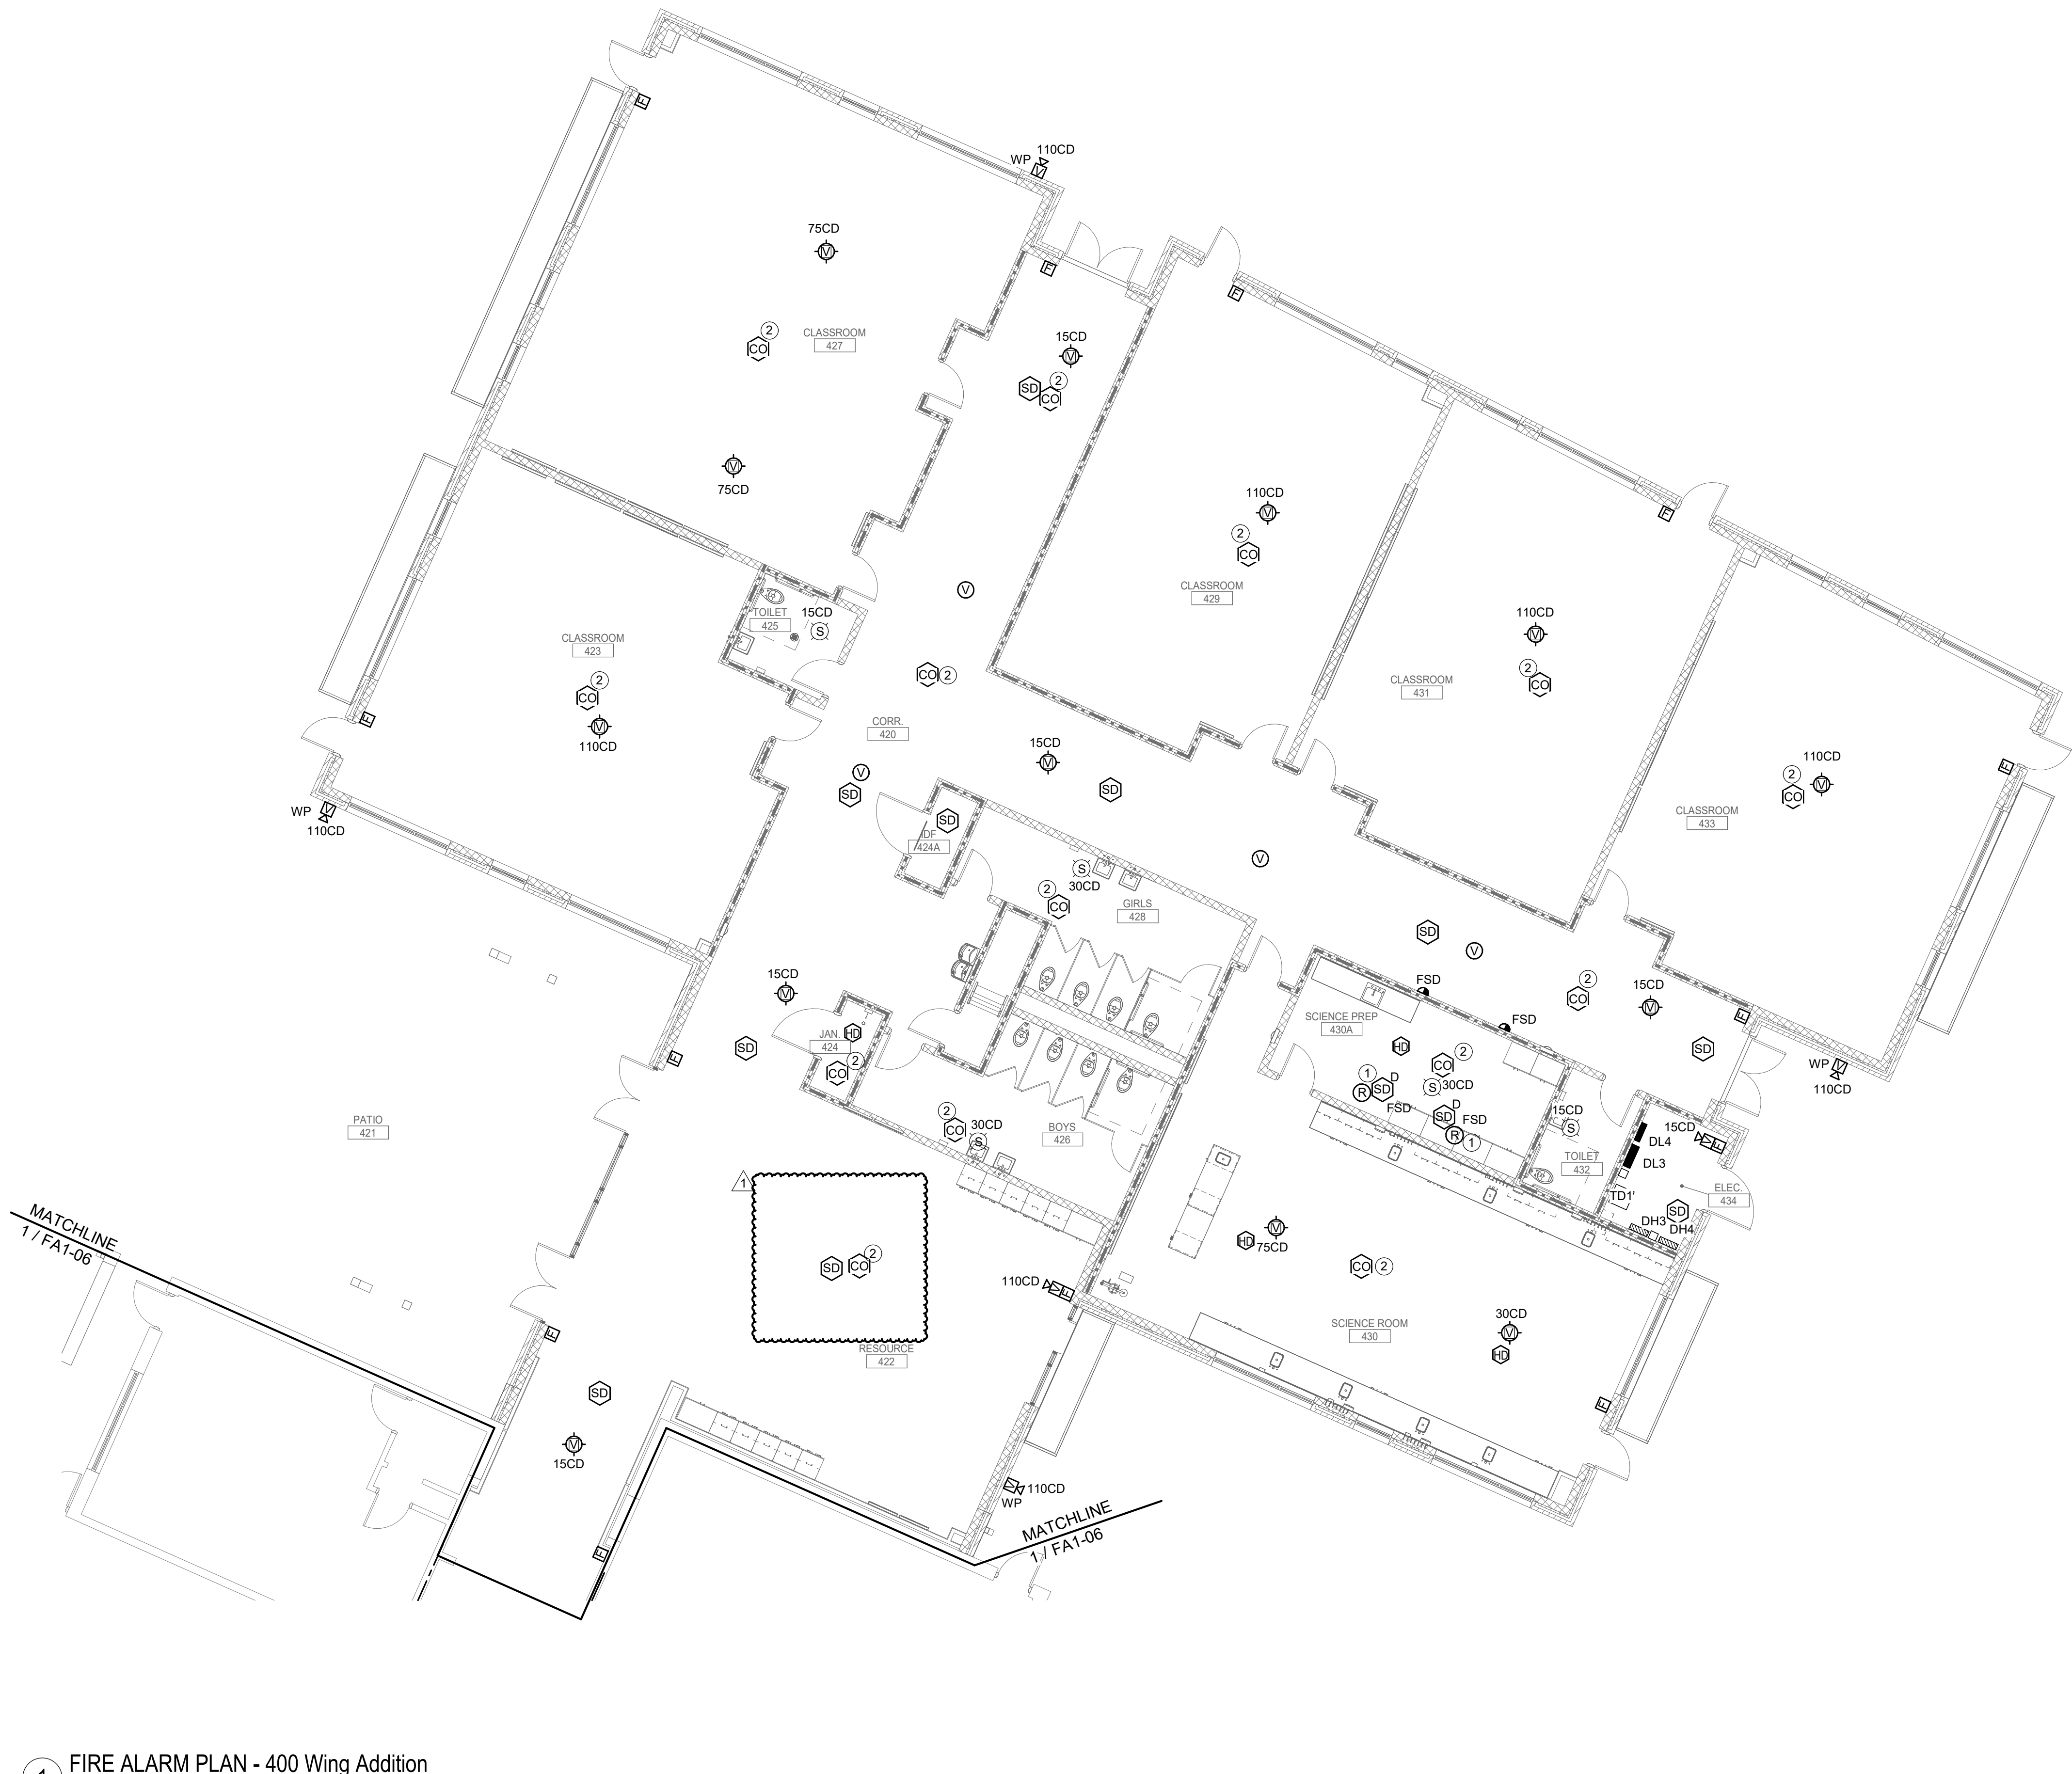 110CD
WP
V
F
75CD
V
F
F
2
CO
CLASSROOM
427
15CD
V
SD
2
CO
F
V
75CD
110CD
V
2
CO
CLASSROOM
429
F
V
TOILET
425
15CD
S
CLASSROOM
423
2
CO
V
110CD
F
110CD
V
2
CO
CLASSROOM
431
CO 2
CORR.
420
15CD
V
V
SD
SD
WP
V
110CD
SD
IDF
424A
110CD
V
2
CO
F
CLASSROOM
433
V
S
30CD
2
CO
GIRLS
428
SD
V
15CD
V
FSD
FSD
2
CO
15CD
V
F
SD
SCIENCE PREP
430A
HD
2
CO
S 30CD
1
R
SD D
FSD
SD D
FSD
R 1
WP
V
110CD
JAN.
424
HD
2
CO
SD
F
PATIO
421
2
CO
30CD
S
BOYS
426
15CD
S
TOILET
432
15CD
V
F
DL4
DL3
TD1
ELEC.
434
SD
DH3
DH4
1
SD
CO
2
RESOURCE
422
HD
V
75CD
CO 2
110CD
V
F
SCIENCE ROOM
430
30CD
V
HD
F
MATCHLINE
1 / FA1-06
F
SD
V
15CD
F
V
110CD
WP
MATCHLINE
1 / FA1-06
1
FIRE ALARM PLAN - 400 Wing Addition